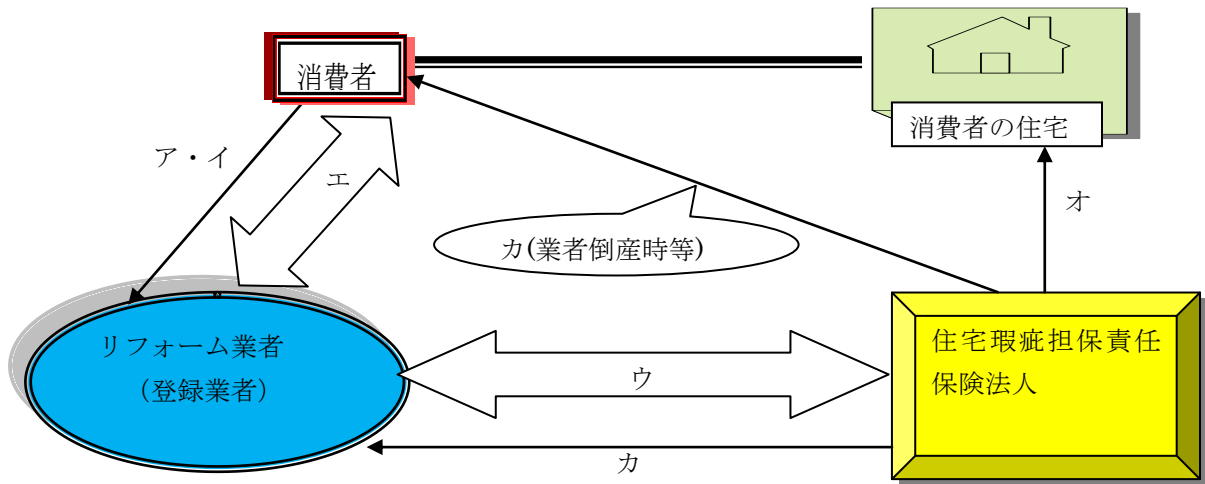 消費者
消費者の住宅
ア・イ
エ
オ
カ(業者倒産時等)
リフォーム業者
（登録業者）
ウ
住宅瑕疵担保責任
保険法人
カ